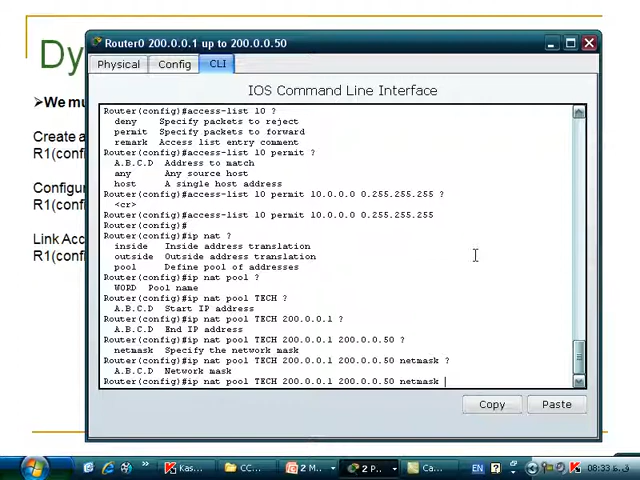 Dy
Router0 200.0.0.1 up to 200.0.0.50
Physical
Config
CLI
IOS Command Line Interface
➢We mu
Create a
R1(confi
Configur
R1(confi
Link Acc
R1(confi
Router(config)#access-list 10 ?
deny Specify packets to reject
permit Specify packets to forward
remark Access list entry comment
Router(config)#access-list 10 permit ?
A.B.C.D Address to match
any Any source host
host A single host address
Router(config)#access-list 10 permit 10.0.0.0 0.255.255.255 ?
<cr>
Router(config)#access-list 10 permit 10.0.0.0 0.255.255.255
Router(config)#
Router(config)#ip nat ?
inside Inside address translation
outside Outside address translation
pool Define pool of addresses
Router(config)#ip nat pool ?
WORD Pool name
Router(config)#ip nat pool TECH ?
A.B.C.D Start IP address
Router(config)#ip nat pool TECH 200.0.0.1 ?
A.B.C.D End IP address
Router(config)#ip nat pool TECH 200.0.0.1 200.0.0.50 ?
netmask Specify the network mask
Router(config)#ip nat pool TECH 200.0.0.1 200.0.0.50 netmask ?
A.B.C.D Network mask
Router(config)#ip nat pool TECH 200.0.0.1 200.0.0.50 netmask
Copy
Paste
Kas...
CC...
2 M...
2 P...
Ca...
EN
08:33 ق